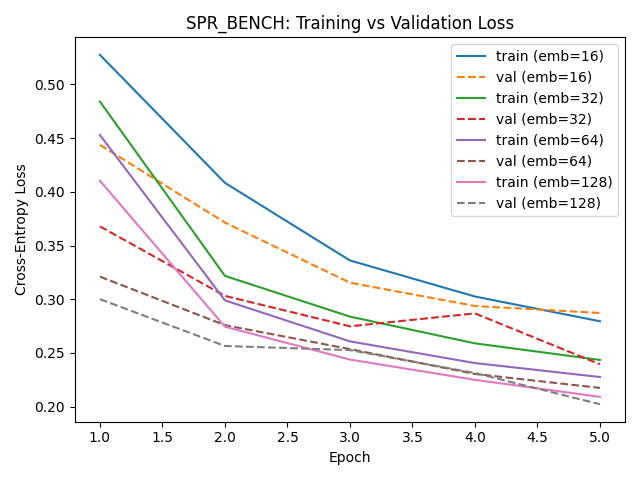 SPR_BENCH: Training vs Validation Loss
Cross-Entropy Loss
0.50
0.45
0.40
0.35
0.30
0.25
0.20
train (emb=16)
val (emb=16)
train (emb=32)
val (emb=32)
train (emb=64)
val (emb=64)
train (emb=128)
val (emb=128)
1.0 1.5 2.0 2.5 3.0 3.5 4.0 4.5 5.0
Epoch